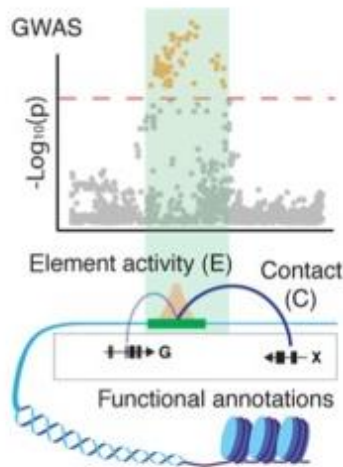 GWAS
-Log₁₀(p)
Element activity (E)
Contact
(C)
G
X
Functional annotations